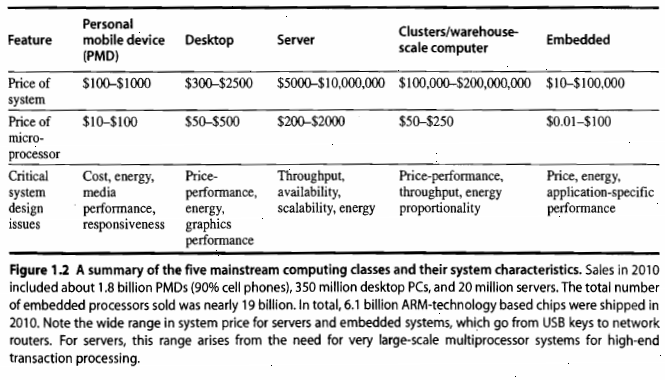 Feature Personal mobile device (PMD) Desktop Server Clusters/warehouse-scale computer Embedded
Price of system $100–$1000 $300–$2500 $5000–$10,000,000 $100,000–$200,000,000 $10–$100,000
Price of micro-processor $10–$100 $50–$500 $200–$2000 $50–$250 $0.01–$100
Critical system design issues Cost, energy, media performance, responsiveness Price-performance, energy, graphics performance Throughput, availability, scalability, energy Price-performance, throughput, energy proportionality Price, energy, application-specific performance
Figure 1.2 A summary of the five mainstream computing classes and their system characteristics. Sales in 2010
included about 1.8 billion PMDs (90% cell phones), 350 million desktop PCs, and 20 million servers. The total number
of embedded processors sold was nearly 19 billion. In total, 6.1 billion ARM-technology based chips were shipped in
2010. Note the wide range in system price for servers and embedded systems, which go from USB keys to network
routers. For servers, this range arises from the need for very large-scale multiprocessor systems for high-end
transaction processing.